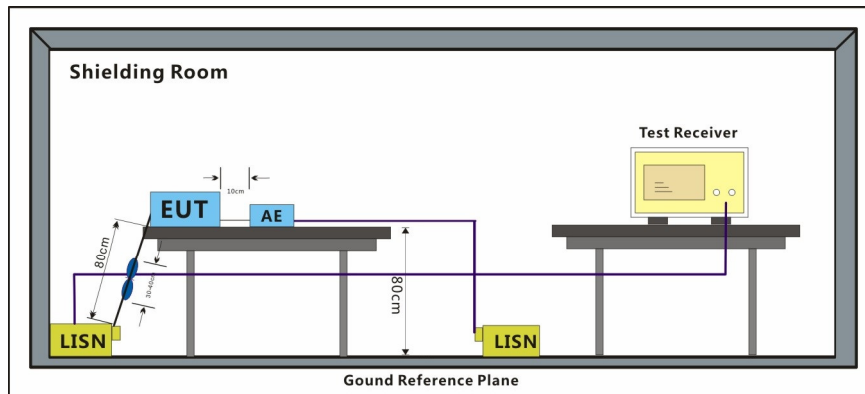 Shielding Room
Test Receiver
10cm
EUT
AE
80cm
30-40cm
80cm
LISN
LISN
Gound Reference Plane